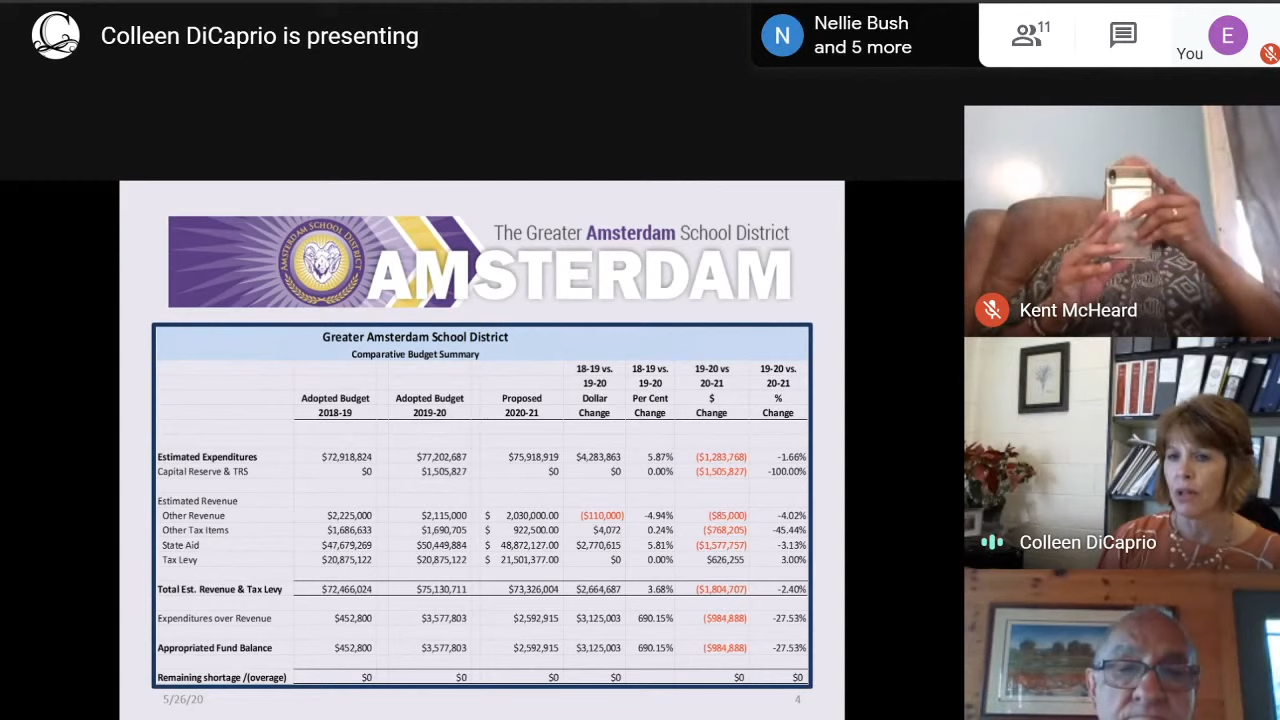 Colleen DiCaprio is presenting
N
Nellie Bush
and 5 more
11
You
E
The Greater Amsterdam School District
AMSTERDAM
AMSTERDAM SCHOOL DISTRICT
Greater Amsterdam School District
Comparative Budget Summary
Adopted Budget 2018-19 Adopted Budget 2019-20 Proposed 2020-21 18-19 vs. 19-20 Dollar Change 18-19 vs. 19-20 Per Cent Change 19-20 vs 20-21 $ Change 19-20 vs. 20-21 % Change
Estimated Expenditures $72,918,824 $77,202,687 $75,918,919 $4,283,863 5.87% ($1,283,768) -1.66%
Capital Reserve & TRS $0 $1,505,827 $0 $0 0.00% ($1,505,827) -100.00%
Estimated Revenue
Other Revenue $2,225,000 $2,115,000 $ 2,030,000.00 ($110,000) -4.94% ($85,000) -4.02%
Other Tax Items $1,686,633 $1,690,705 $ 922,500.00 $4,072 0.24% ($768,205) -45.44%
State Aid $47,679,269 $50,449,884 $ 48,872,127.00 $2,770,615 5.81% ($1,577,757) -3.13%
Tax Levy $20,875,122 $20,875,122 $ 21,501,377.00 $0 0.00% $626,255 3.00%
Total Est. Revenue & Tax Levy $72,466,024 $75,130,711 $73,326,004 $2,664,687 3.68% ($1,804,707) -2.40%
Expenditures over Revenue $452,800 $3,577,803 $2,592,915 $3,125,003 690.15% ($984,888) -27.53%
Appropriated Fund Balance $452,800 $3,577,803 $2,592,915 $3,125,003 690.15% ($984,888) -27.53%
Remaining shortage /(overage) $0 $0 $0 $0 $0 $0
5/26/20
4
Kent McHeard
Colleen DiCaprio